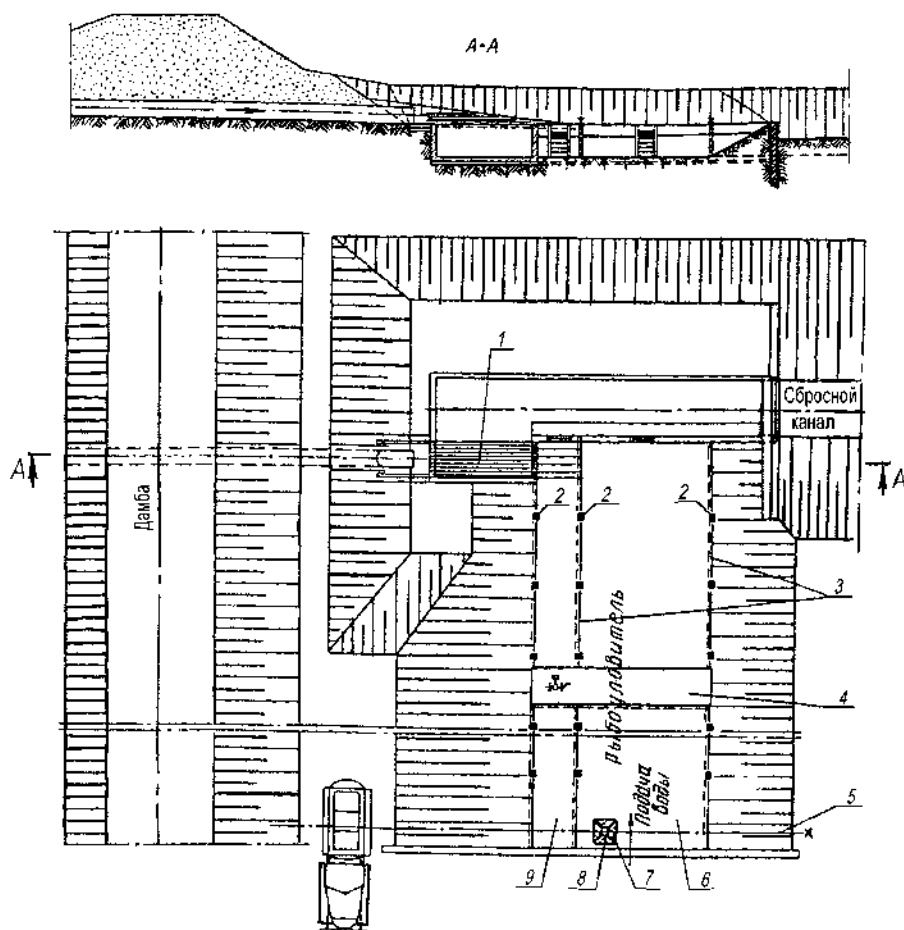 А-А
1
Сбросной
канал
А
А
Дамба
2
2
2
3
рыбоуловитель
4
Подача
воды
5
9
8
7
6